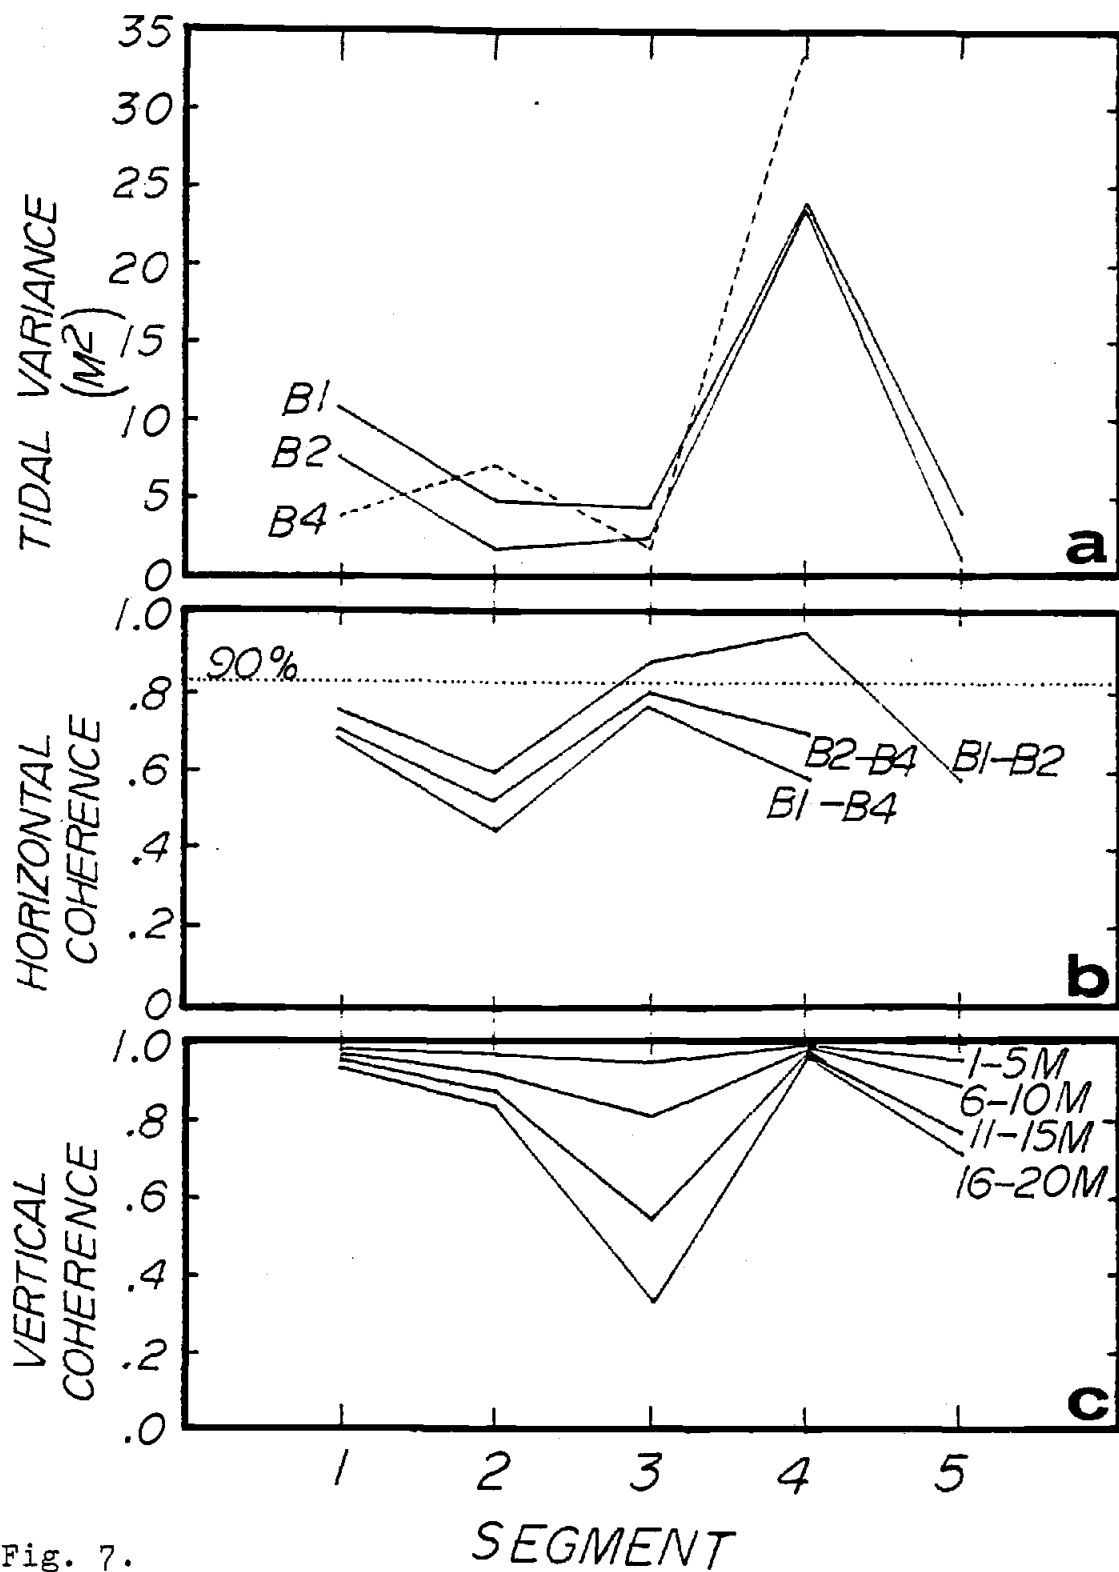 35
30
25
20
15
10
5
0
TIDAL VARIANCE
(M²)
B1
B2
B4
a
1.0
.8
.6
.4
.2
0
HORIZONTAL
COHERENCE
90%
B2-B4
B1-B2
B1-B4
b
1.0
.8
.6
.4
.2
.0
VERTICAL
COHERENCE
1-5M
6-10M
11-15M
16-20M
c
1 2 3 4 5
SEGMENT
Fig. 7.